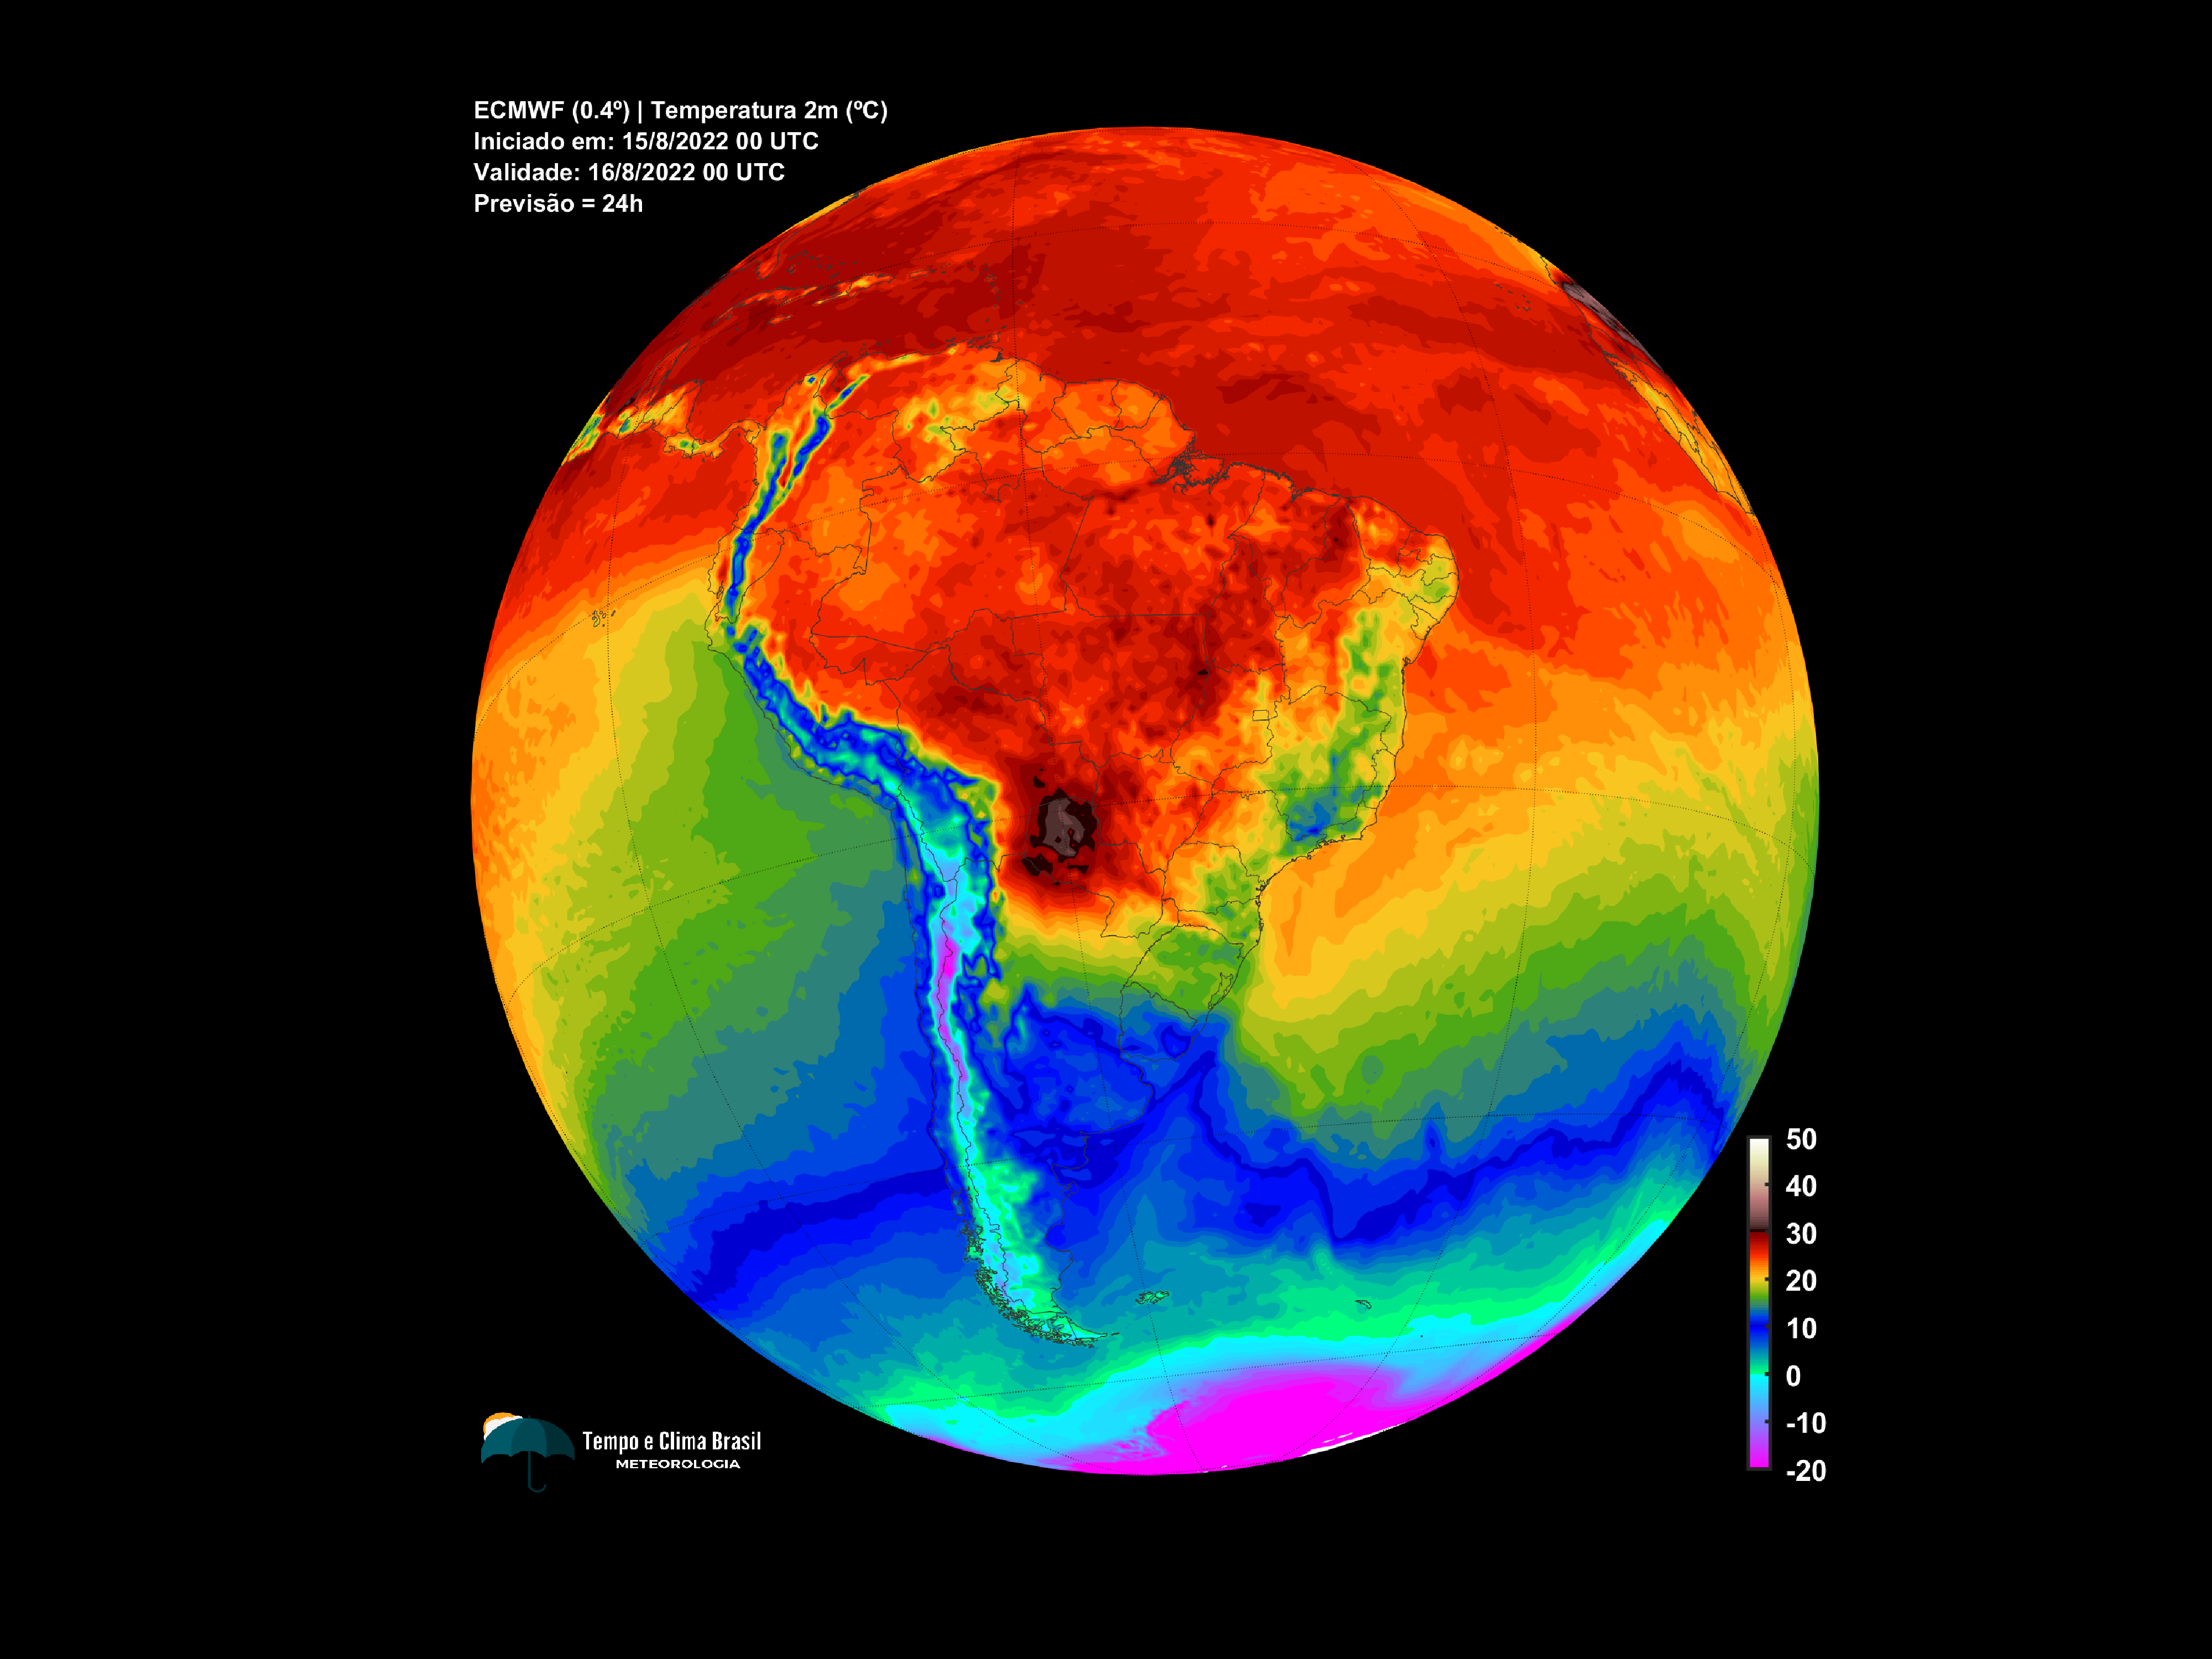 ECMWF (0.4º) | Temperatura 2m (ºC)
Iniciado em: 15/8/2022 00 UTC
Validade: 16/8/2022 00 UTC
Previsão = 24h
50
40
30
20
10
0
-10
-20
Tempo e Clima Brasil
METEOROLOGIA